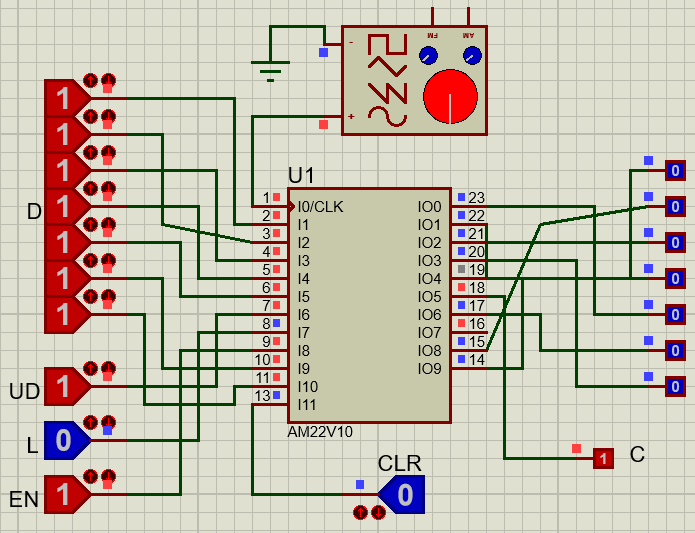 FM AM
-
+
U1
1 I0/CLK IO0 23
2 I1 IO1 22
3 I2 IO2 21
4 I3 IO3 20
5 I4 IO4 19
6 I5 IO5 18
7 I6 IO6 17
8 I7 IO7 16
9 I8 IO8 15
10 I9 IO9 14
11 I10
13 I11
AM22V10
D
1
1
1
1
1
1
1
UD 1
L 0
EN 1
CLR
0
0
0
0
0
0
0
0
1 C